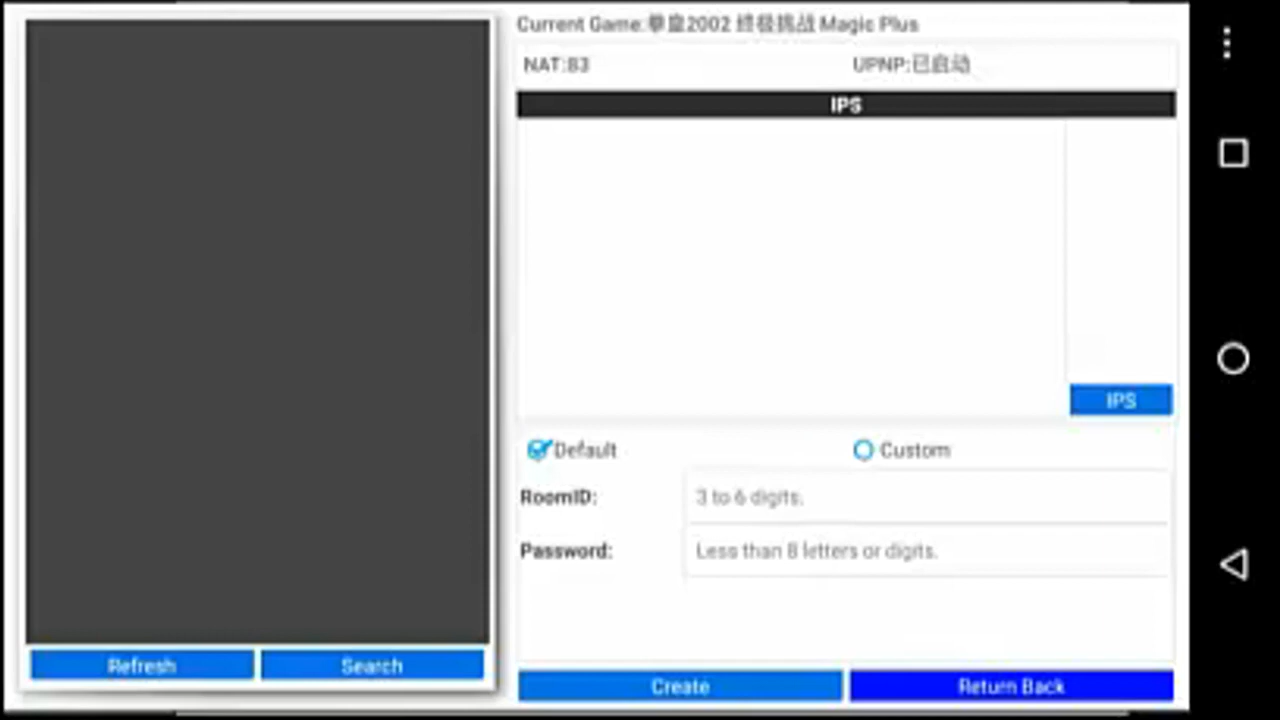 Current Game:拳皇2002 终极挑战 Magic Plus
NAT:83
UPNP:已启动
IPS
IPS
Default
Custom
RoomID:
3 to 6 digits.
Password:
Less than 8 letters or digits.
Refresh
Search
Create
Return Back